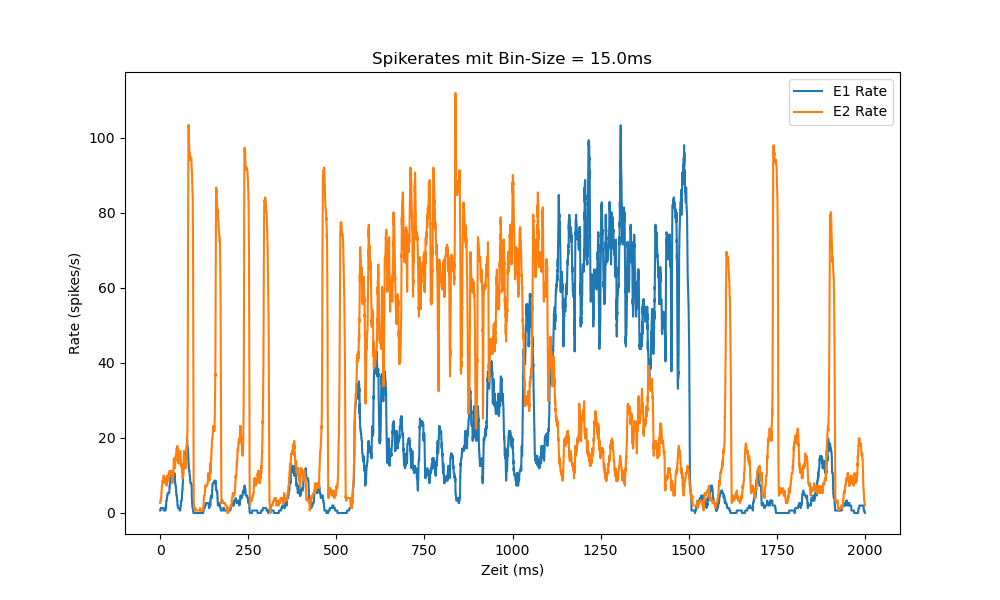 Spikerates mit Bin-Size = 15.0ms
E1 Rate
E2 Rate
Rate (spikes/s)
100
80
60
40
20
0
0 250 500 750 1000 1250 1500 1750 2000
Zeit (ms)